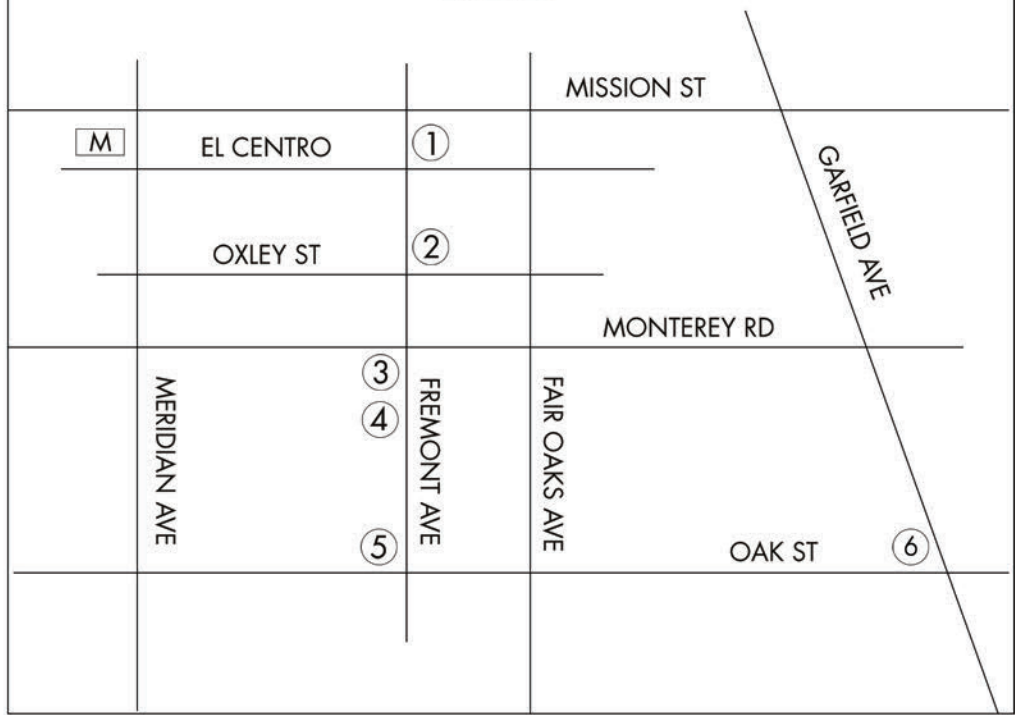 MISSION ST
M
EL CENTRO
1
GARFIELD AVE
OXLEY ST
2
MONTEREY RD
3
4
MERIDIAN AVE
FREMONT AVE
FAIR OAKS AVE
5
OAK ST
6